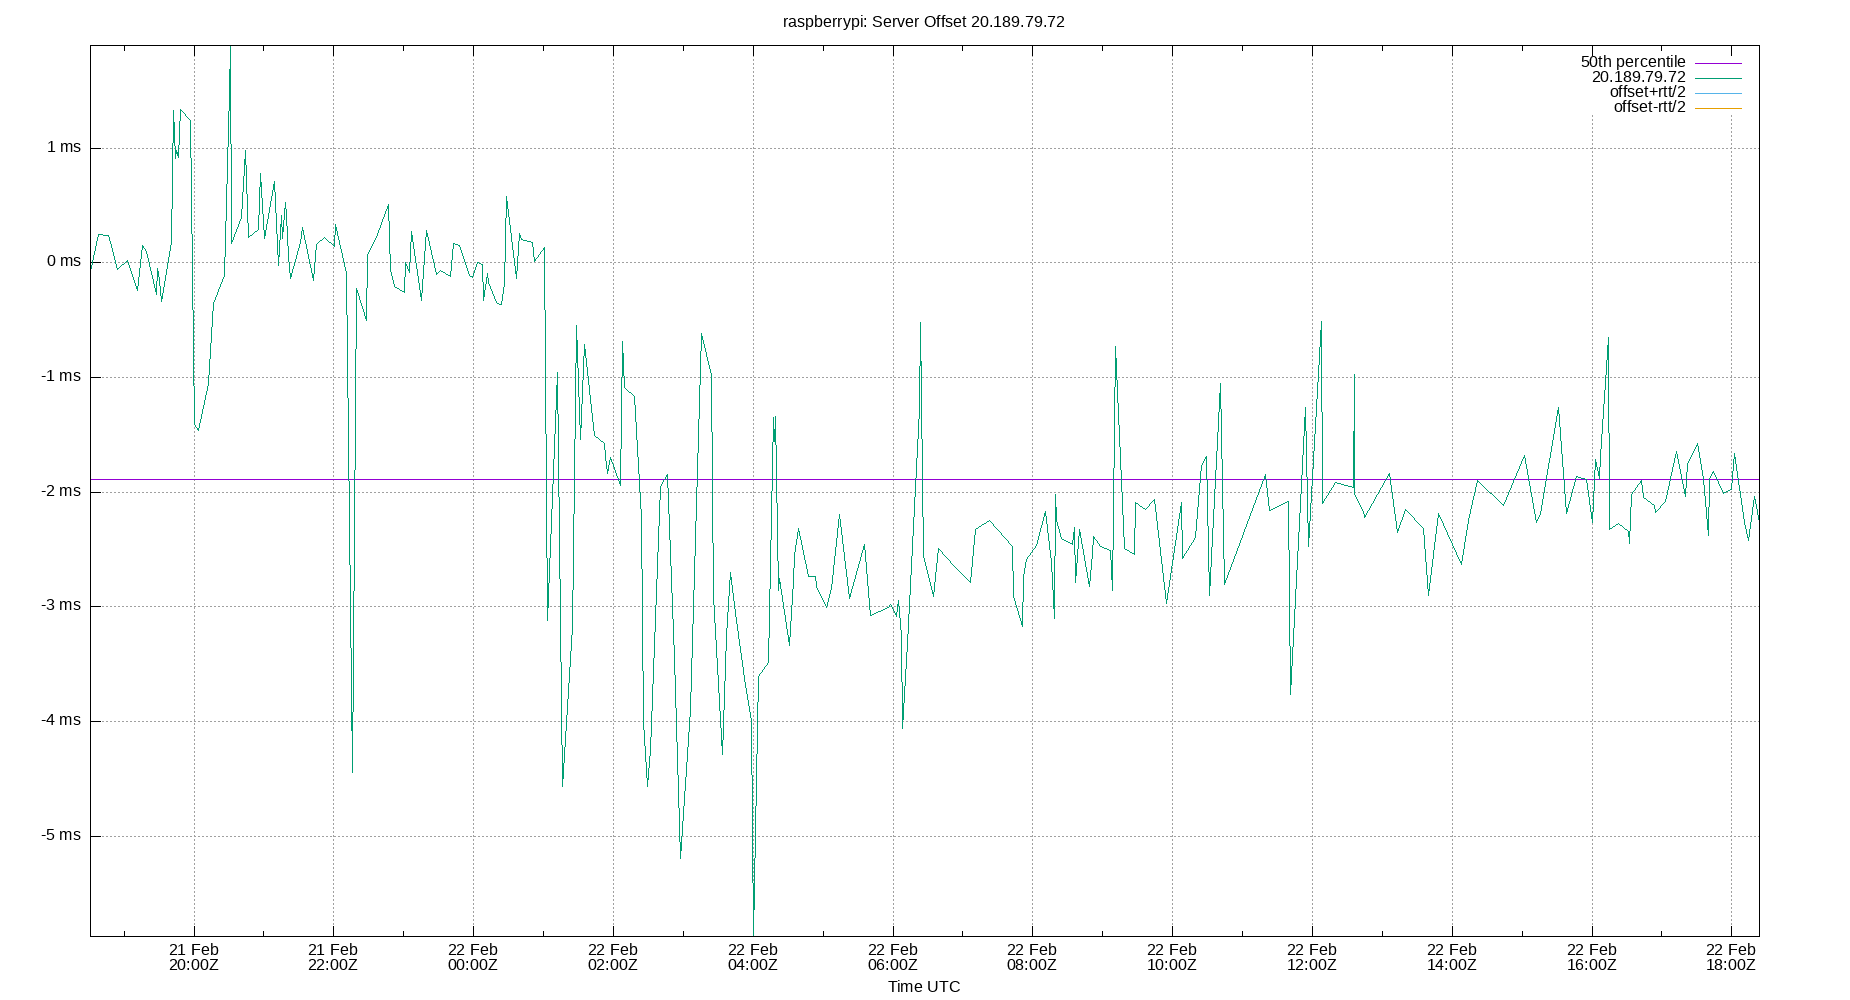 raspberrypi: Server Offset 20.189.79.72
50th percentile
20.189.79.72
offset+rtt/2
offset-rtt/2
1 ms
0 ms
-1 ms
-2 ms
-3 ms
-4 ms
-5 ms
21 Feb 21 Feb 22 Feb 22 Feb 22 Feb 22 Feb 22 Feb 22 Feb 22 Feb 22 Feb 22 Feb 22 Feb
20:00Z 22:00Z 00:00Z 02:00Z 04:00Z 06:00Z 08:00Z 10:00Z 12:00Z 14:00Z 16:00Z 18:00Z
Time UTC